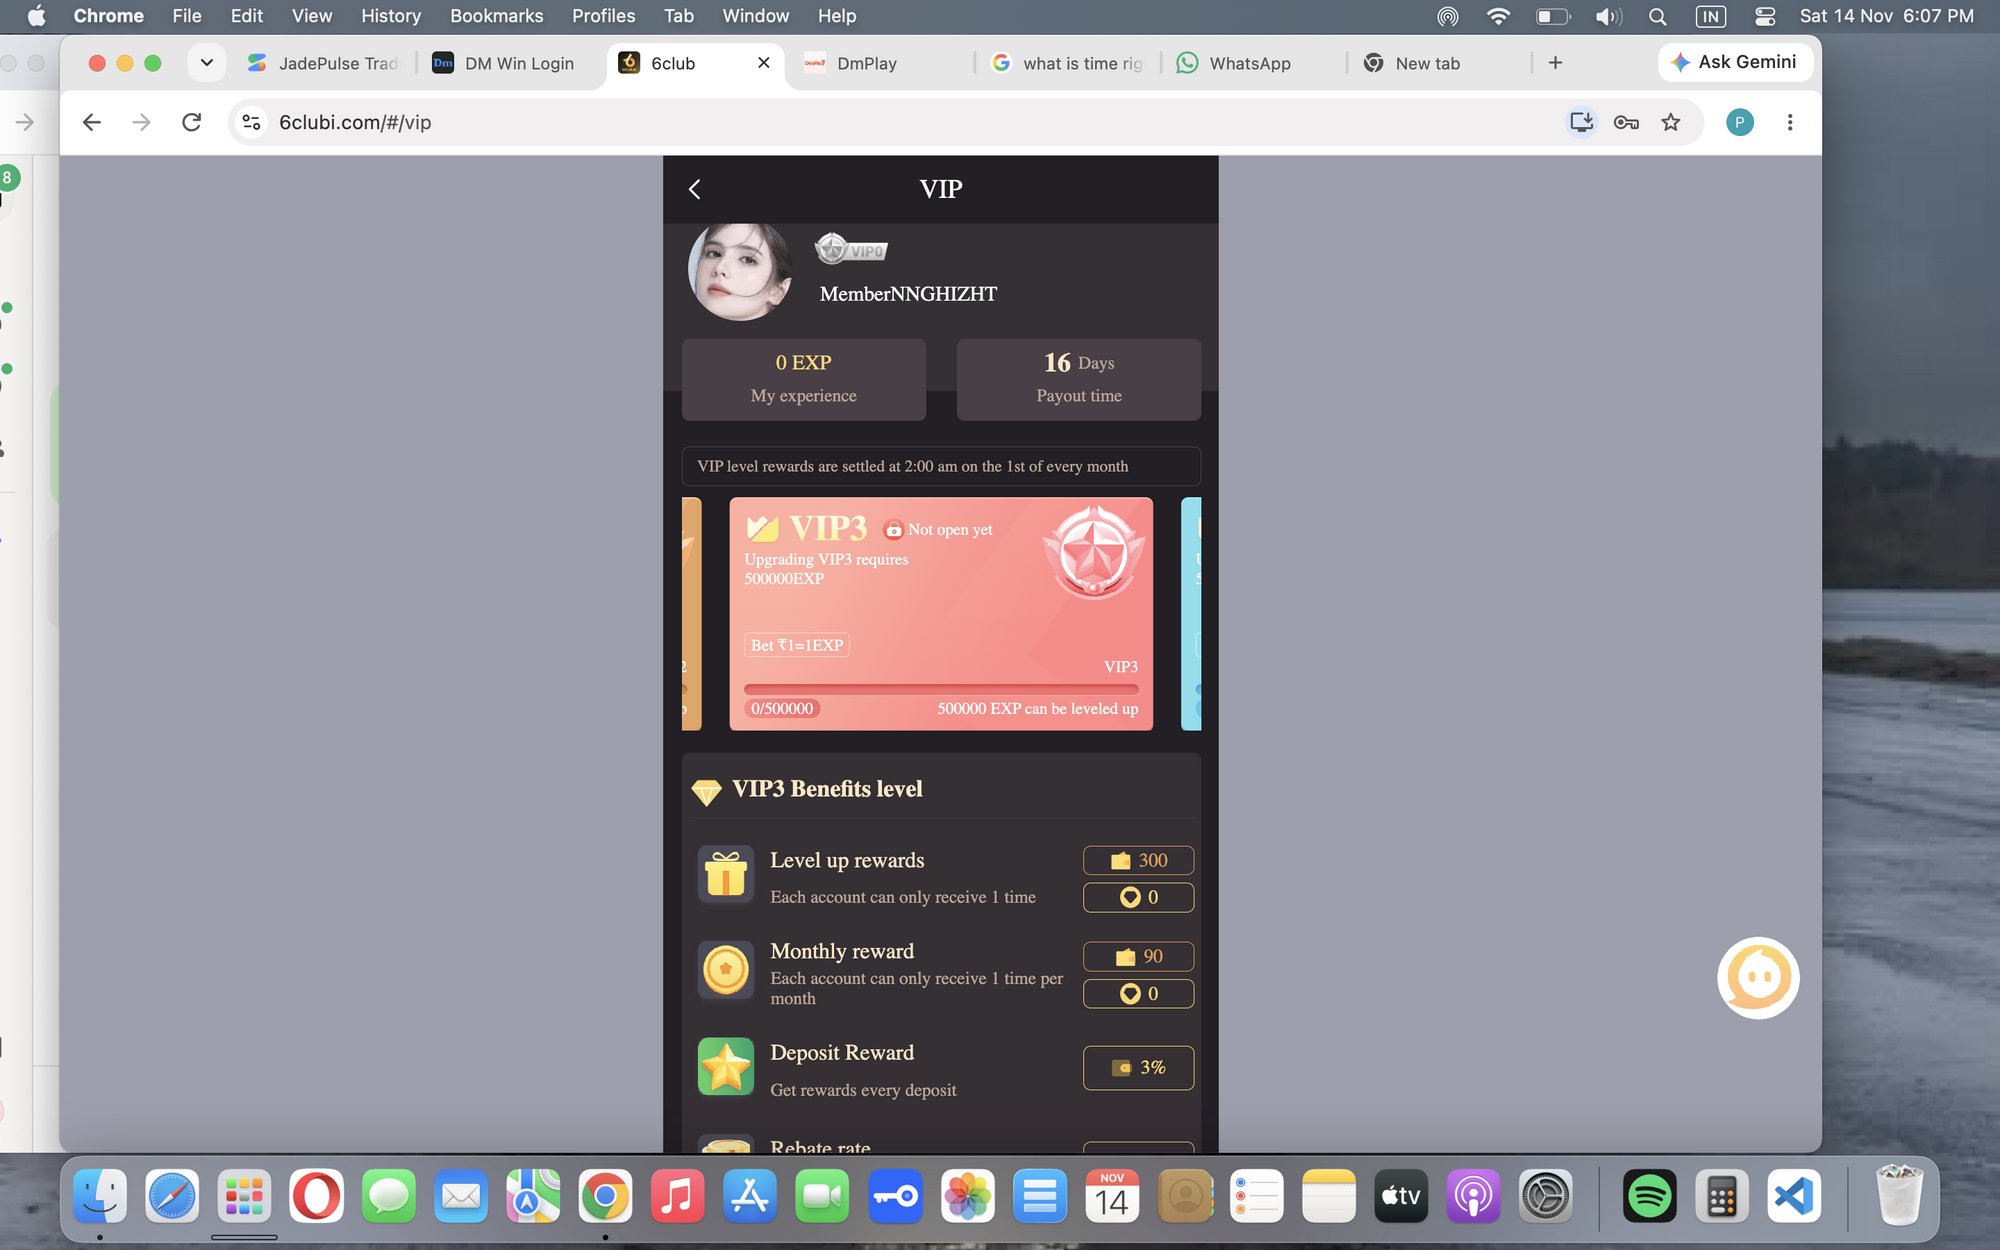 Chrome File Edit View History Bookmarks Profiles Tab Window Help
IN Sat 14 Nov 6:07 PM
JadePulse Trad
Dm DM Win Login
6club
DmPlay
what is time rig
WhatsApp
New tab
Ask Gemini
6clubi.com/#/vip
P
8
VIP
VIP0
MemberNNGHIZHT
0 EXP
My experience
16 Days
Payout time
VIP level rewards are settled at 2:00 am on the 1st of every month
VIP3 Not open yet
Upgrading VIP3 requires
500000EXP
Bet ₹1=1EXP
VIP3
0/500000 500000 EXP can be leveled up
VIP3 Benefits level
Level up rewards 300
Each account can only receive 1 time 0
Monthly reward 90
Each account can only receive 1 time per
month
0
Deposit Reward
3%
Get rewards every deposit
Rebate rate
NOV
14
tv